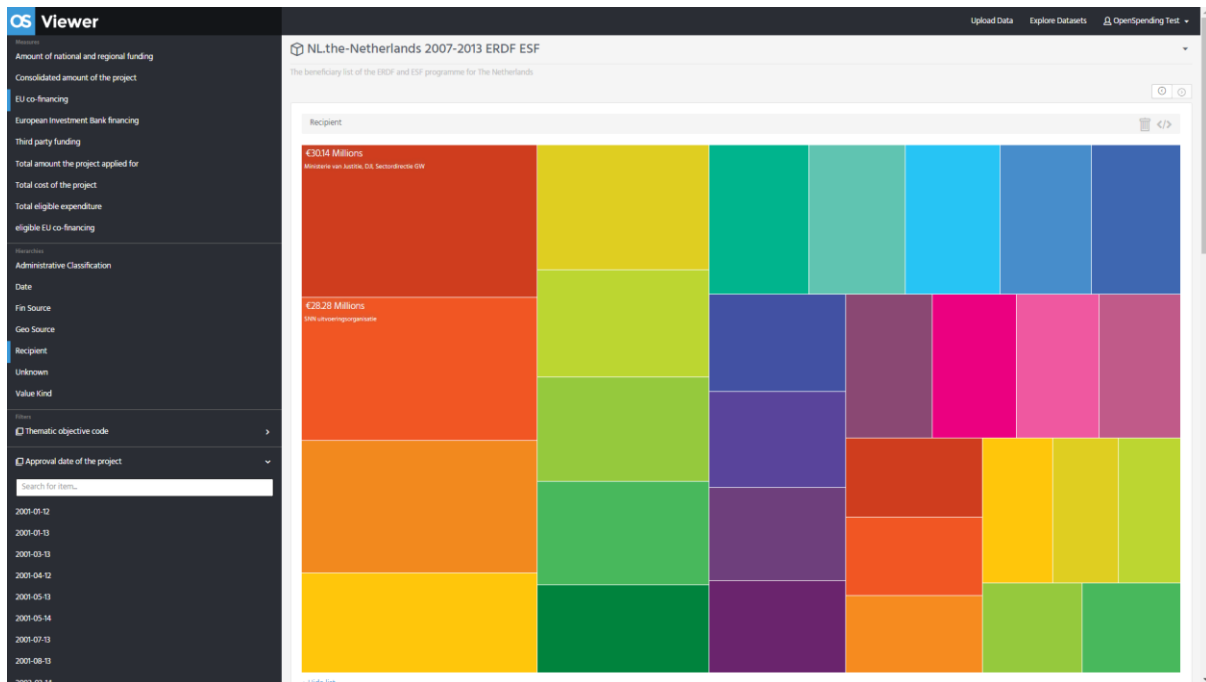 OS Viewer
Upload Data
Explore Datasets
OpenSpending Test
Measures
Amount of national and regional funding
Consolidated amount of the project
EU co-financing
European Investment Bank financing
Third party funding
Total amount the project applied for
Total cost of the project
Total eligible expenditure
eligible EU co-financing
Hierarchies
Administrative Classification
Date
Fin Source
Geo Source
Recipient
Unknown
Value Kind
Filters
Thematic objective code
Approval date of the project
Search for item...
2001-01-12
2001-01-13
2001-03-13
2001-04-12
2001-05-13
2001-05-14
2001-07-13
2001-08-13
NL.the-Netherlands 2007-2013 ERDF ESF
The beneficiary list of the ERDF and ESF programme for The Netherlands
Recipient
</>
€30.14 Millions
Ministerie van Justitie, DJI, Sectordirectie GW
€28.28 Millions
SNN uitvoeringsorganisatie